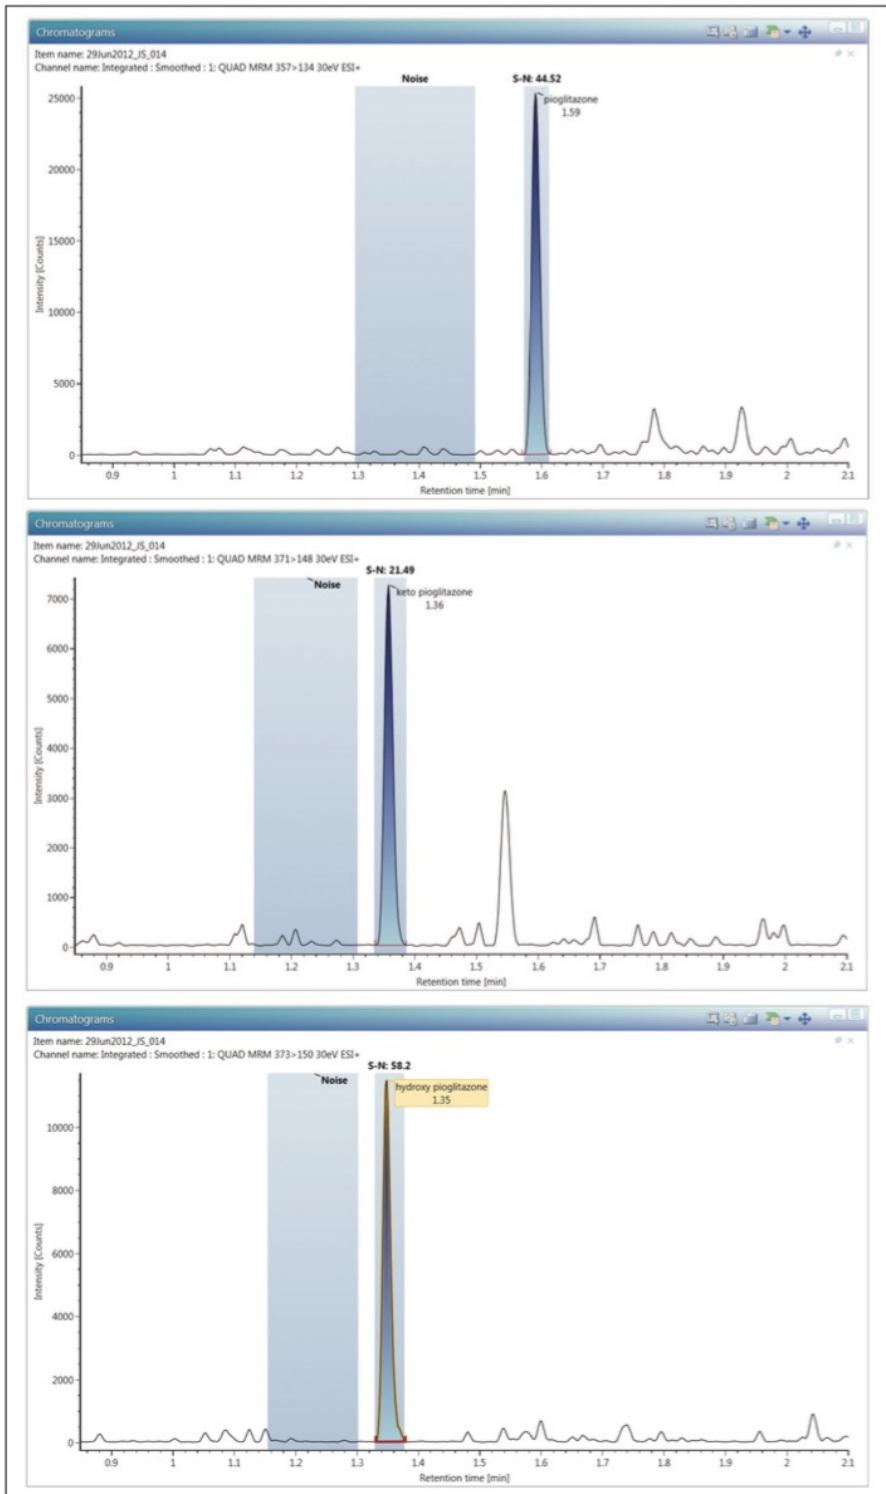 Chromatograms
Item name: 29Jun2012_JS_014
Channel name: Integrated : Smoothed : 1: QUAD MRM 357>134 30eV ESI+
Noise
S-N: 44.52
pioglitazone
1.59
25000
20000
15000
10000
5000
0
Intensity [Counts]
0.9 1 1.1 1.2 1.3 1.4 1.5 1.6 1.7 1.8 1.9 2 2.1
Retention time [min]
Chromatograms
Item name: 29Jun2012_JS_014
Channel name: Integrated : Smoothed : 1: QUAD MRM 371>148 30eV ESI+
S-N: 21.49
Noise
keto pioglitazone
1.36
7000
6000
5000
4000
3000
2000
1000
0
Intensity [Counts]
0.9 1 1.1 1.2 1.3 1.4 1.5 1.6 1.7 1.8 1.9 2 2.1
Retention time [min]
Chromatograms
Item name: 29Jun2012_JS_014
Channel name: Integrated : Smoothed : 1: QUAD MRM 373>150 30eV ESI+
S-N: 58.2
Noise
hydroxy pioglitazone
1.35
10000
8000
6000
4000
2000
0
Intensity [Counts]
0.9 1 1.1 1.2 1.3 1.4 1.5 1.6 1.7 1.8 1.9 2 2.1
Retention time [min]